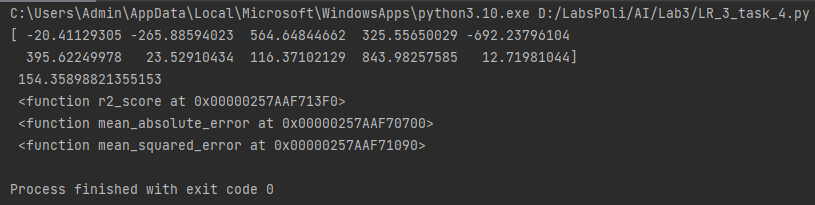 C:\Users\Admin\AppData\Local\Microsoft\WindowsApps\python3.10.exe D:/LabsPoli/AI/Lab3/LR_3_task_4.py
[ -20.41129305 -265.88594023  564.64844662  325.55650029 -692.23796104
  395.62249978   23.52910434  116.37102129  843.98257585   12.71981044]
 154.35898821355153
 <function r2_score at 0x00000257AAF713F0>
 <function mean_absolute_error at 0x00000257AAF70700>
 <function mean_squared_error at 0x00000257AAF71090>
Process finished with exit code 0